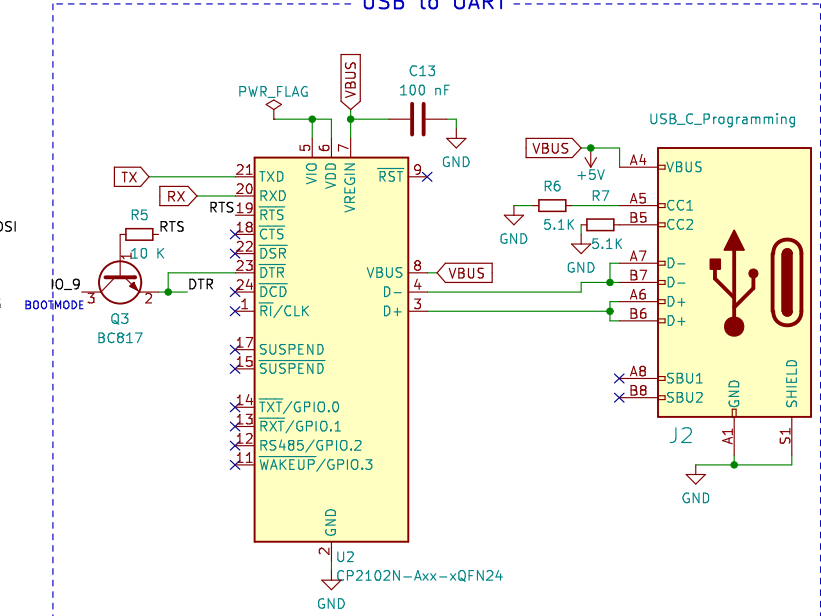 USB to UART
PWR_FLAG
VBUS
C13
100 nF
GND
5
6
7
VIO
VDD
VREGIN
TX
21
TXD
RX
20
RXD
RTS
19
RTS
18
CTS
22
DSR
23
DTR
24
DCD
1
RI/CLK
17
SUSPEND
15
SUSPEND
14
TXT/GPIO.0
13
RXT/GPIO.1
12
RS485/GPIO.2
11
WAKEUP/GPIO.3
RST
9
VBUS
8
VBUS
D-
4
D+
3
GND
2
U2
CP2102N-Axx-xQFN24
GND
R5
RTS
10 K
1
IO_9
BOOTMODE
3
2
DTR
Q3
BC817
OSI
USB_C_Programming
VBUS
+5V
A4
VBUS
R6
R7
A5
CC1
5.1K
B5
CC2
GND
5.1K
GND
A7
D-
B7
D-
A6
D+
B6
D+
A8
SBU1
B8
SBU2
GND
SHIELD
J2
A1
S1
GND